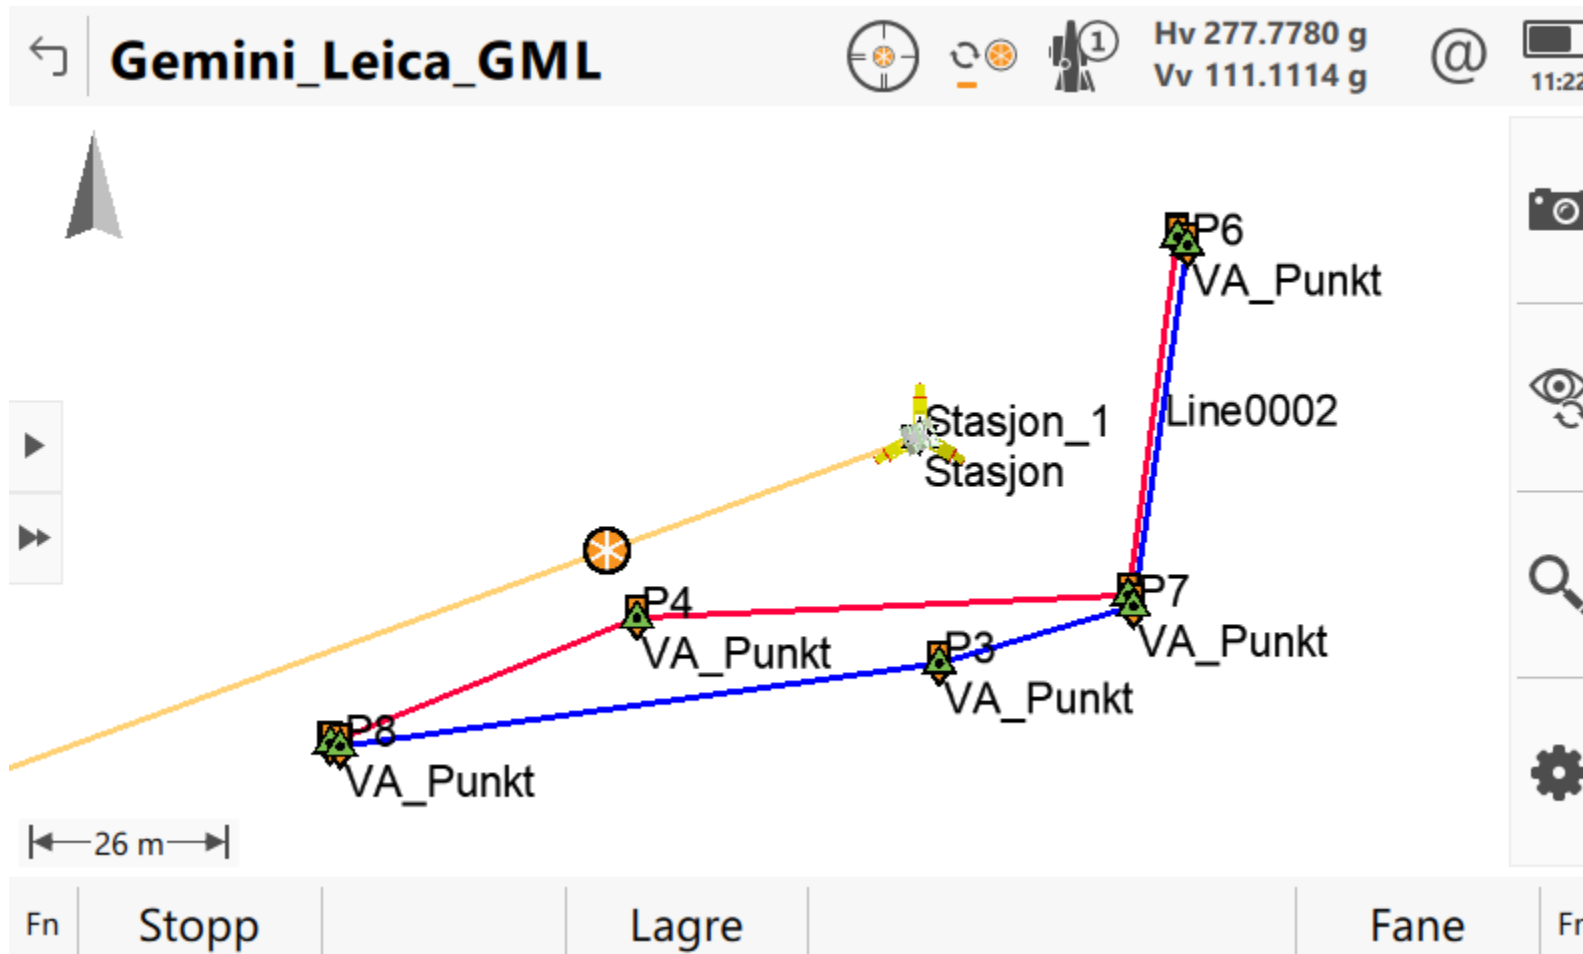 Gemini_Leica_GML
1
Hv 277.7780 g
Vv 111.1114 g
@
11:22
P6
VA_Punkt
Line0002
Stasjon_1
Stasjon
P7
VA_Punkt
P4
VA_Punkt
P3
VA_Punkt
P8
VA_Punkt
26 m
Fn
Stopp
Lagre
Fane